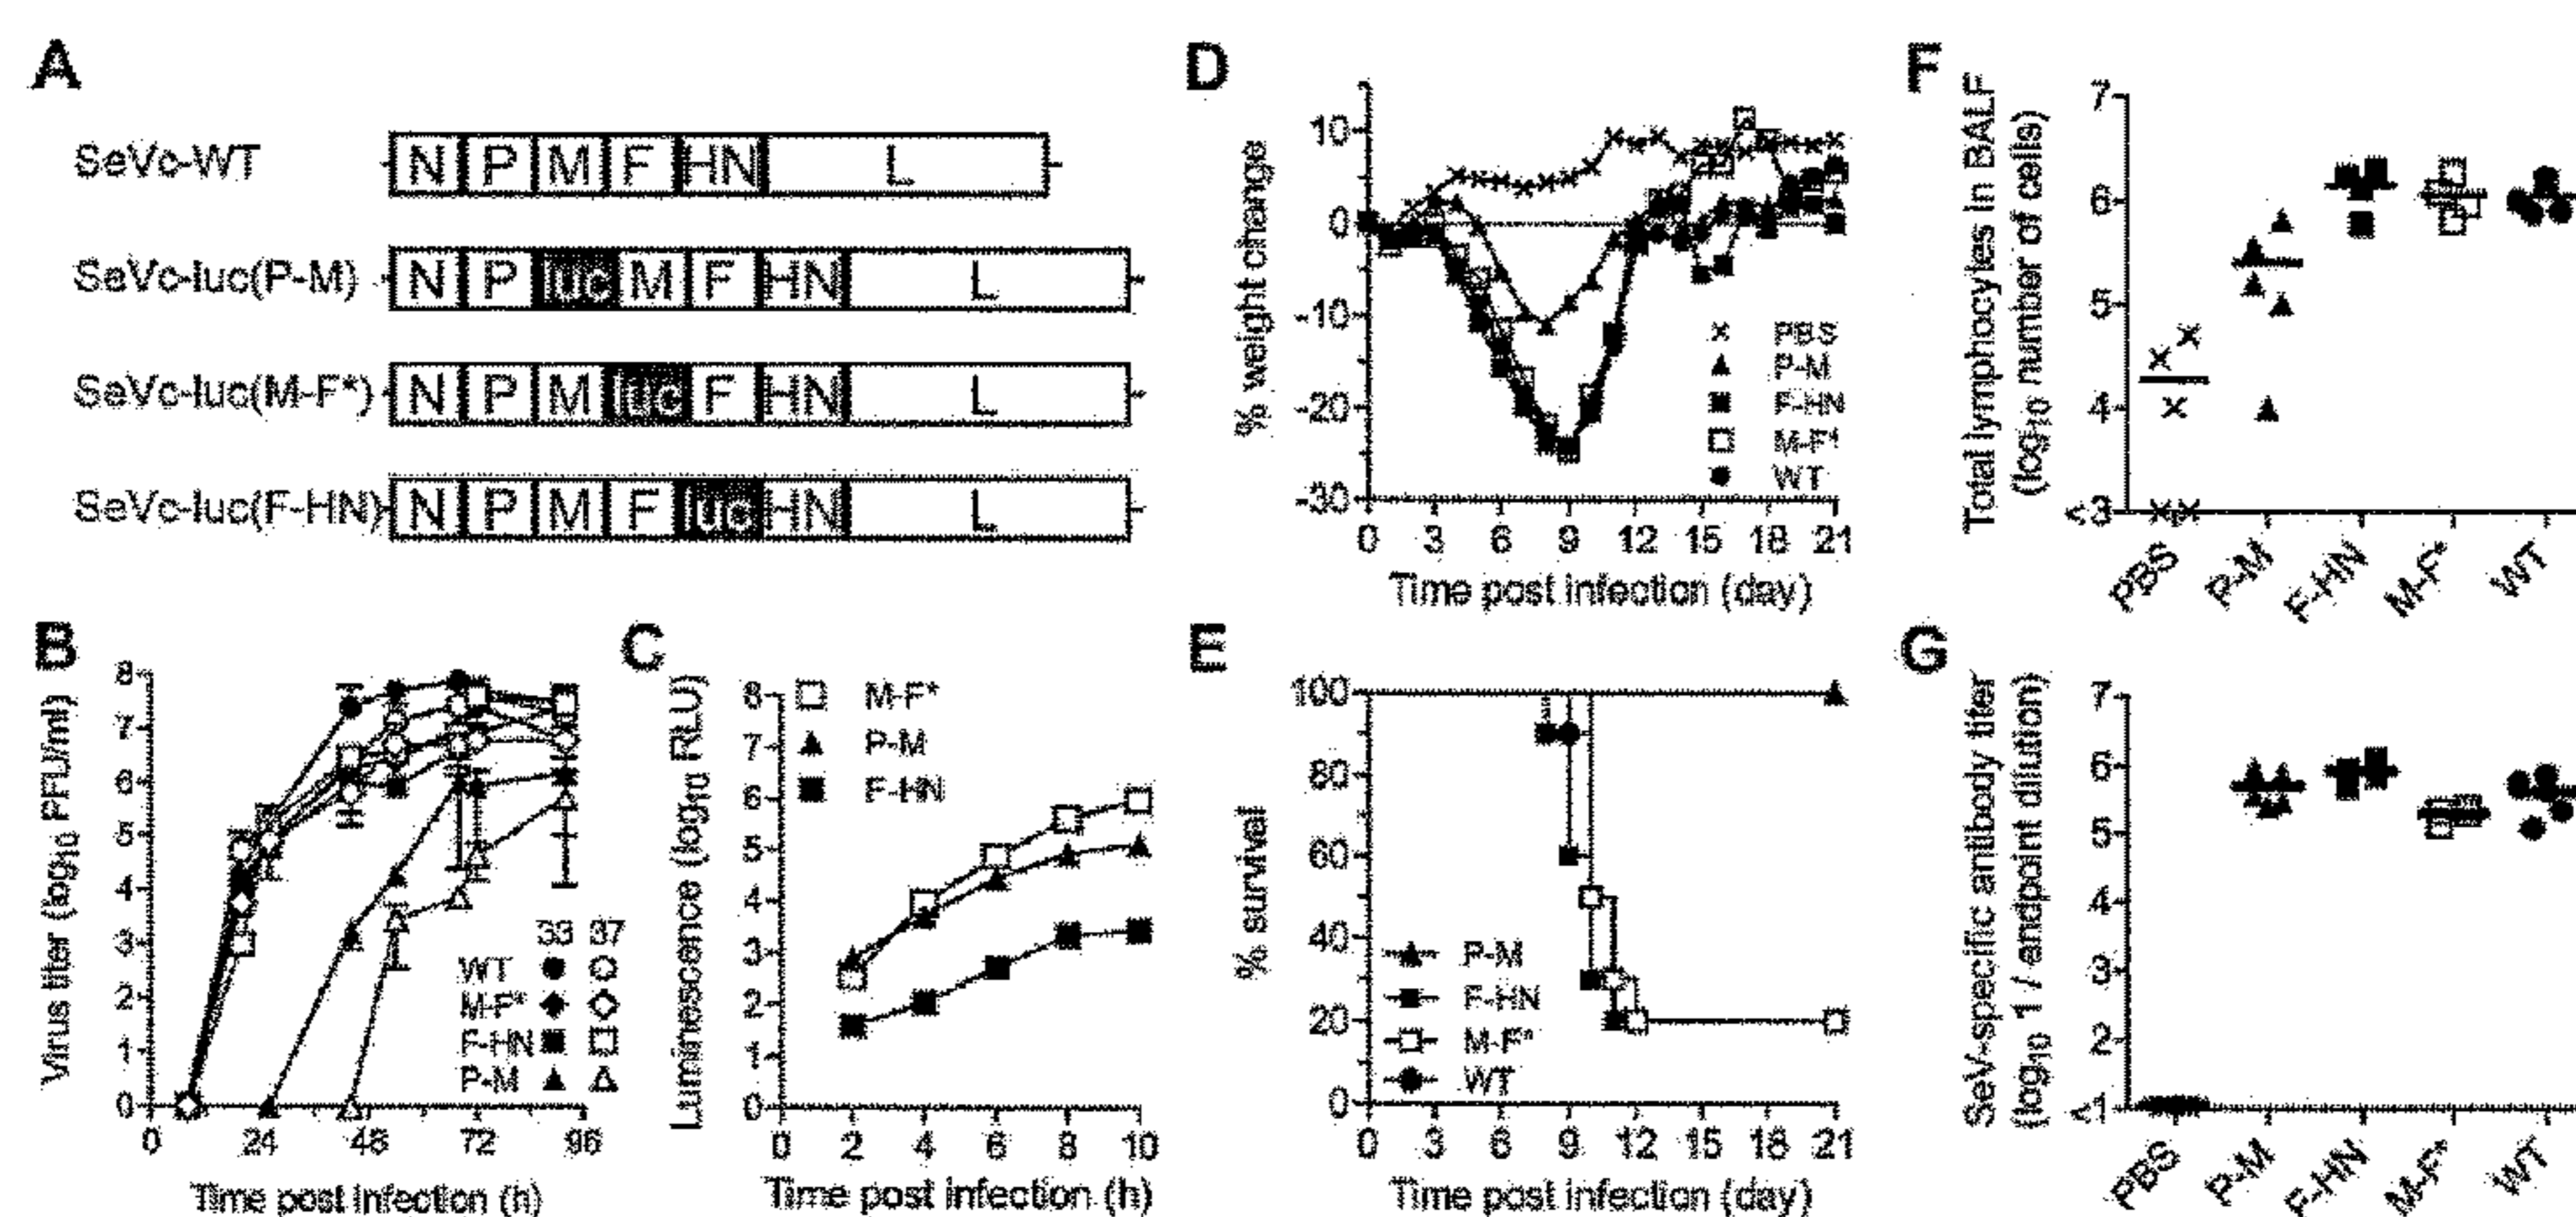 A
SeVc-WT N P M F HN L
SeVc-luc(P-M) N P luc M F HN L
SeVc-luc(M-F*) N P M luc F HN L
SeVc-luc(F-HN) N P M F luc HN L
B
Virus titer (log10 PFU/ml)
8
7
6
5
4
3
2
1
0
33 37
WT
M-F*
F-HN
P-M
0 24 48 72 96
Time post infection (h)
C
Luminescence (log10 RLU)
8
7
6
5
4
3
2
1
0
M-F*
P-M
F-HN
0 2 4 6 8 10
Time post infection (h)
D
% weight change
10
0
-10
-20
-30
PBS
P-M
F-HN
M-F*
WT
0 3 6 9 12 15 18 21
Time post infection (day)
E
% survival
100
80
60
40
20
0
P-M
F-HN
M-F*
WT
0 3 6 9 12 15 18 21
Time post infection (day)
F
Total lymphocytes in BALF
(log10 number of cells)
7
6
5
4
<3
PBS P-M F-HN M-F* WT
G
SeV-specific antibody titer
(log10 1 / endpoint dilution)
7
6
5
4
3
2
<1
PBS P-M F-HN M-F* WT